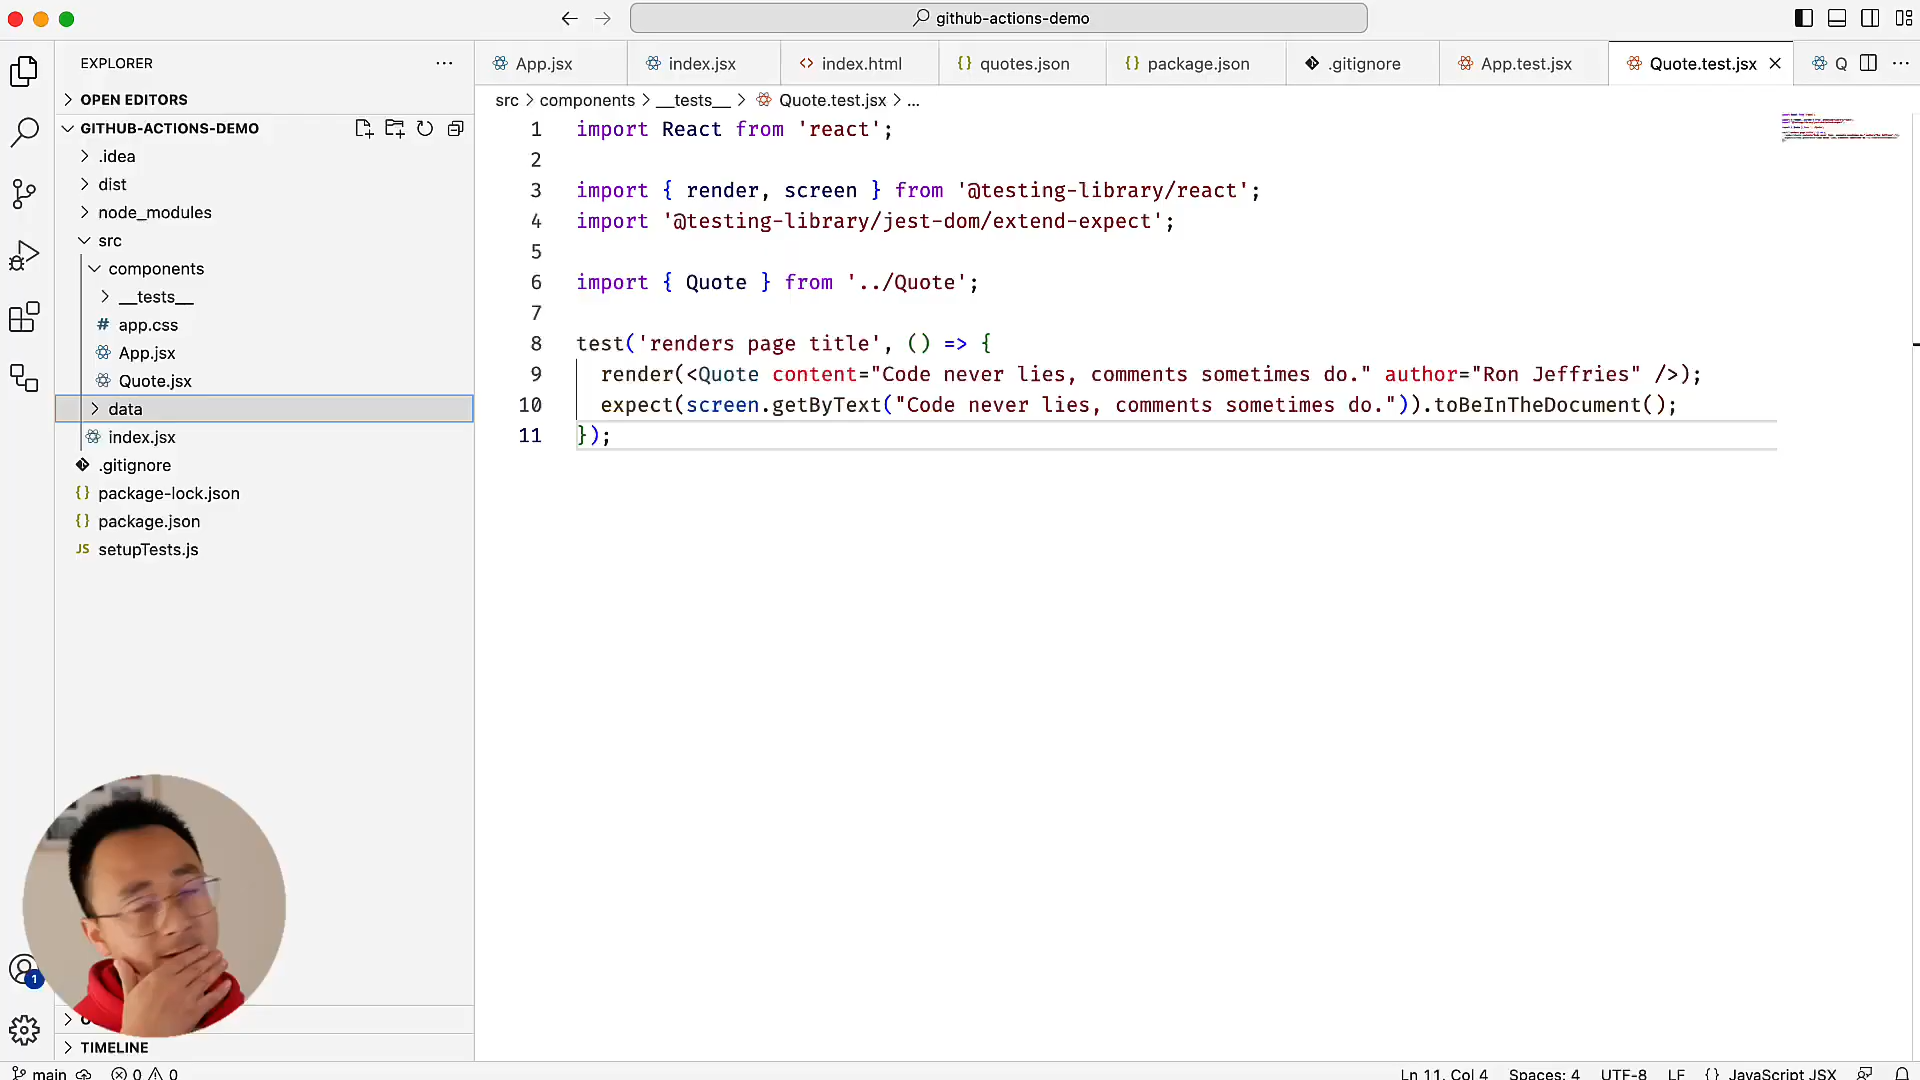 github-actions-demo
EXPLORER
OPEN EDITORS
GITHUB-ACTIONS-DEMO
.idea
dist
node_modules
src
components
__tests__
app.css
App.jsx
Quote.jsx
data
index.jsx
.gitignore
package-lock.json
package.json
JS setupTests.js
TIMELINE
App.jsx
index.jsx
index.html
quotes.json
package.json
.gitignore
App.test.jsx
Quote.test.jsx
Q
src > components > __tests__ > Quote.test.jsx > ...
1 import React from 'react';
2
3 import { render, screen } from '@testing-library/react';
4 import '@testing-library/jest-dom/extend-expect';
5
6 import { Quote } from '../Quote';
7
8 test('renders page title', () => {
9 render(<Quote content="Code never lies, comments sometimes do." author="Ron Jeffries" />);
10 expect(screen.getByText("Code never lies, comments sometimes do.")).toBeInTheDocument();
11 });
1
main
0 0
Ln 11, Col 4 Spaces: 4 UTF-8 LF {} JavaScript JSX